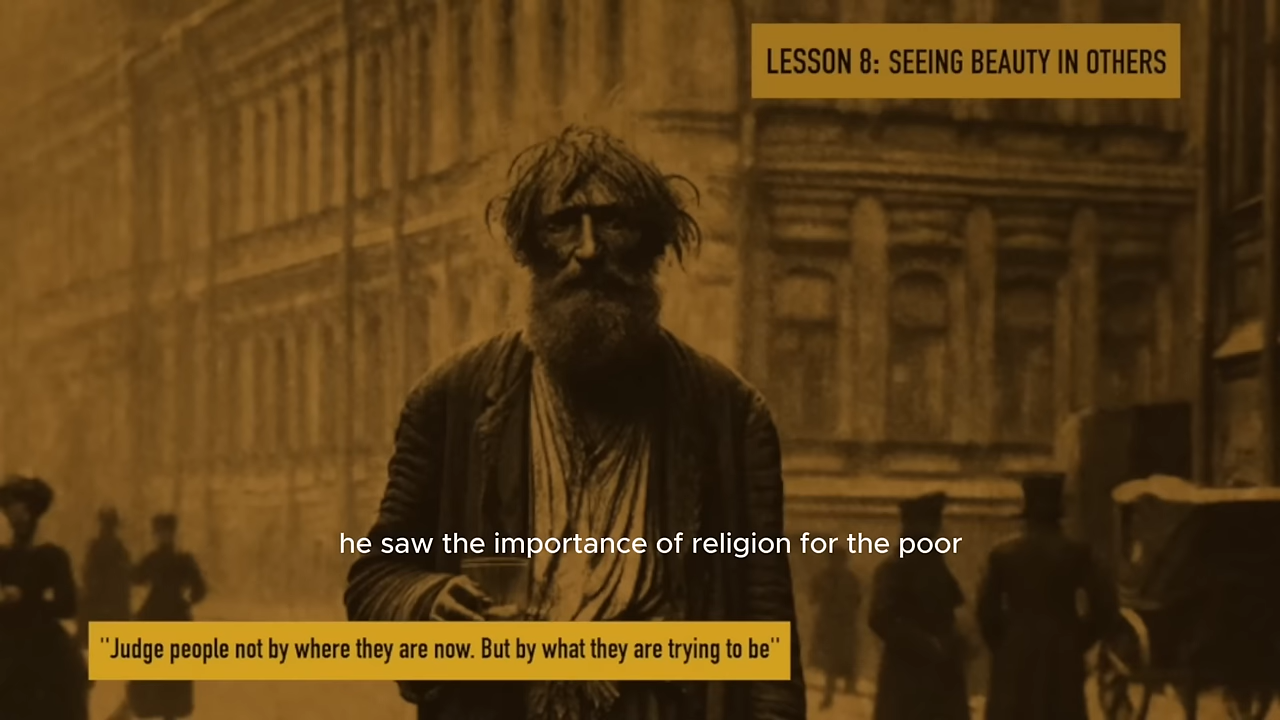 LESSON 8: SEEING BEAUTY IN OTHERS
he saw the importance of religion for the poor
"Judge people not by where they are now. But by what they are trying to be"